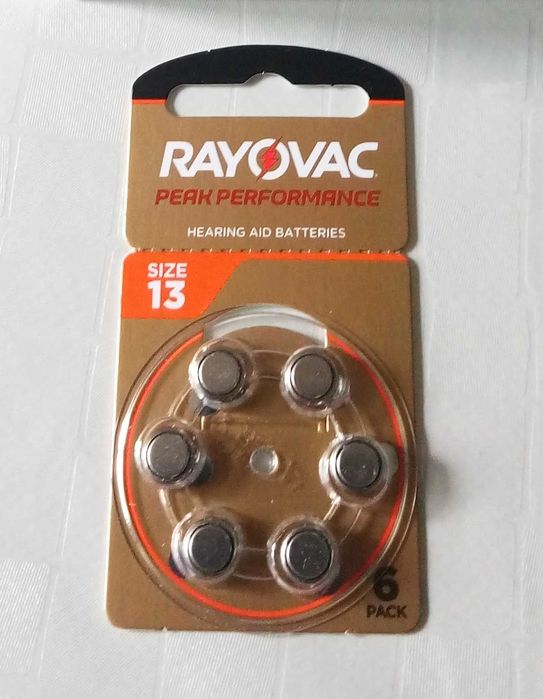 RAYOVAC
PEAK PERFORMANCE
HEARING AID BATTERIES
SIZE
13
6
PACK